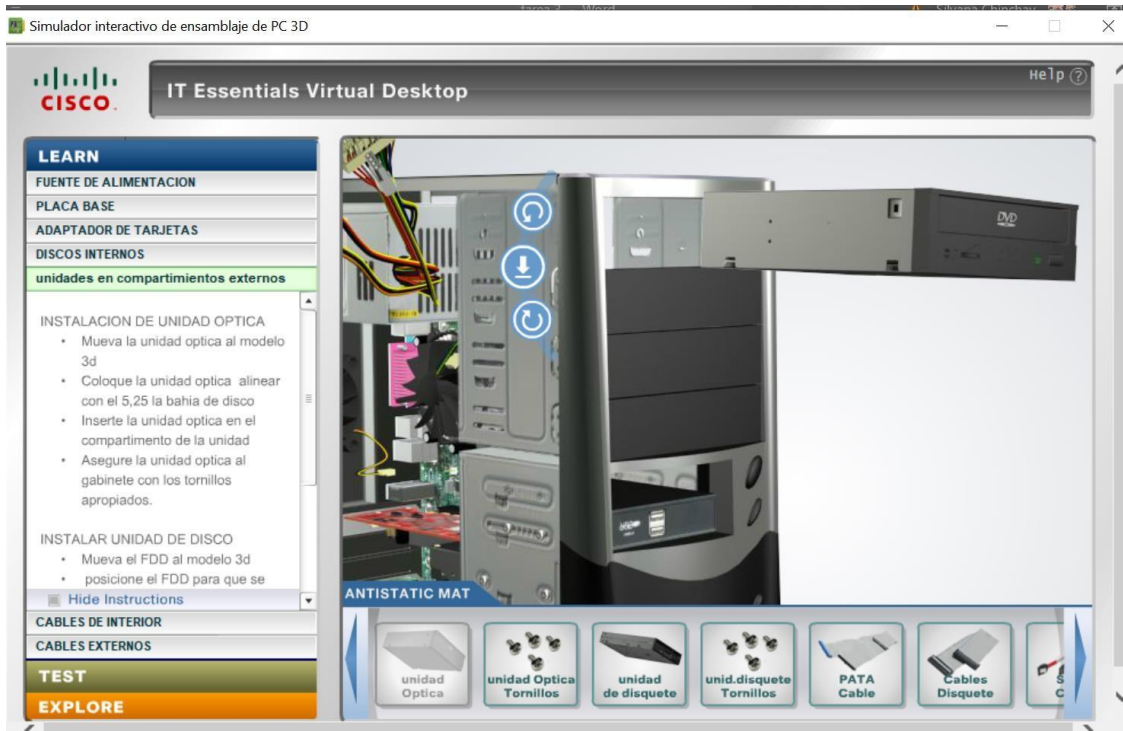 tarea 3 - Word
Silvana Chinchay
Simulador interactivo de ensamblaje de PC 3D
CISCO
IT Essentials Virtual Desktop
Help ?
LEARN
FUENTE DE ALIMENTACION
PLACA BASE
ADAPTADOR DE TARJETAS
DISCOS INTERNOS
unidades en compartimientos externos
INSTALACION DE UNIDAD OPTICA
• Mueva la unidad optica al modelo
3d
• Coloque la unidad optica alinear
con el 5,25 la bahia de disco
• Inserte la unidad optica en el
compartimento de la unidad
• Asegure la unidad optica al
gabinete con los tornillos
apropiados.
INSTALAR UNIDAD DE DISCO
• Mueva el FDD al modelo 3d
• posicione el FDD para que se
Hide Instructions
CABLES DE INTERIOR
CABLES EXTERNOS
TEST
EXPLORE
DVD
ANTISTATIC MAT
unidad
Optica
unidad Optica
Tornillos
unidad
de disquete
unid.disquete
Tornillos
PATA
Cable
Cables
Disquete